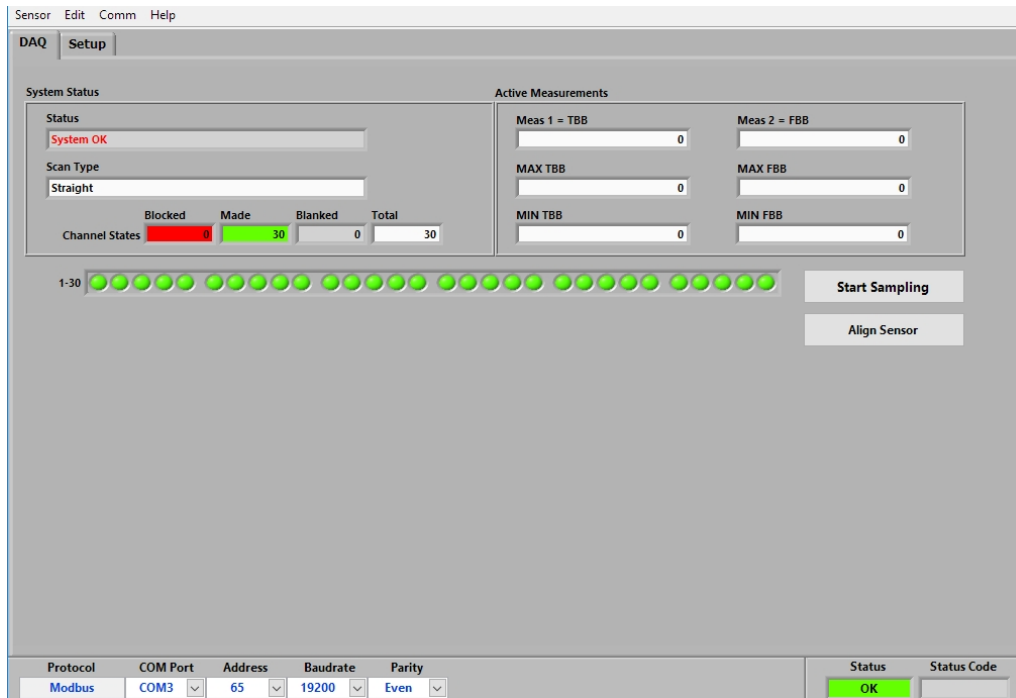 Sensor Edit Comm Help
DAQ Setup
System Status
Status
System OK
Scan Type
Straight
Blocked Made Blanked Total
Channel States 0 30 0 30
Active Measurements
Meas 1 = TBB Meas 2 = FBB
0 0
MAX TBB MAX FBB
0 0
MIN TBB MIN FBB
0 0
1-30
Start Sampling
Align Sensor
Protocol COM Port Address Baudrate Parity Status Status Code
Modbus COM3 65 19200 Even OK